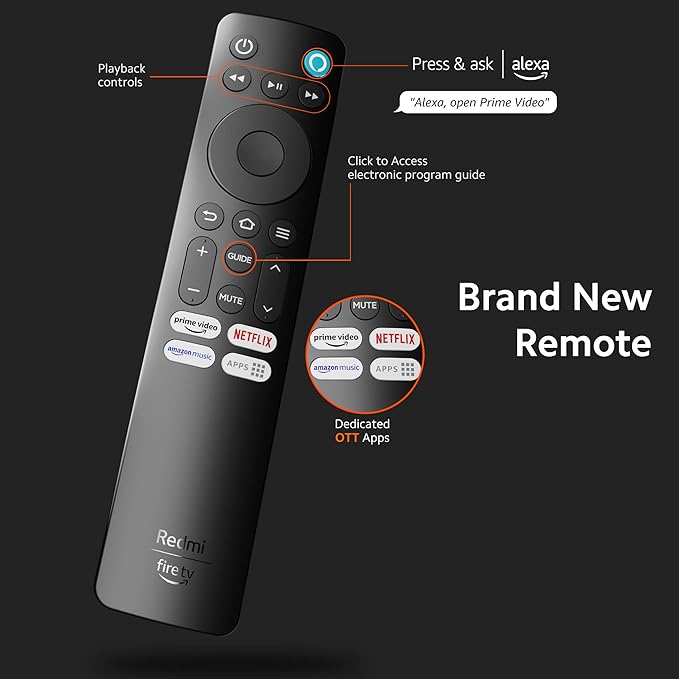 Playback
controls
Press & ask | alexa
"Alexa, open Prime Video"
Click to Access
electronic program guide
GUIDE
MUTE
prime video
NETFLIX
amazon music
APPS
MUTE
prime video
NETFLIX
amazon music
APPS
Dedicated
OTT Apps
Brand New
Remote
Redmi
fire tv